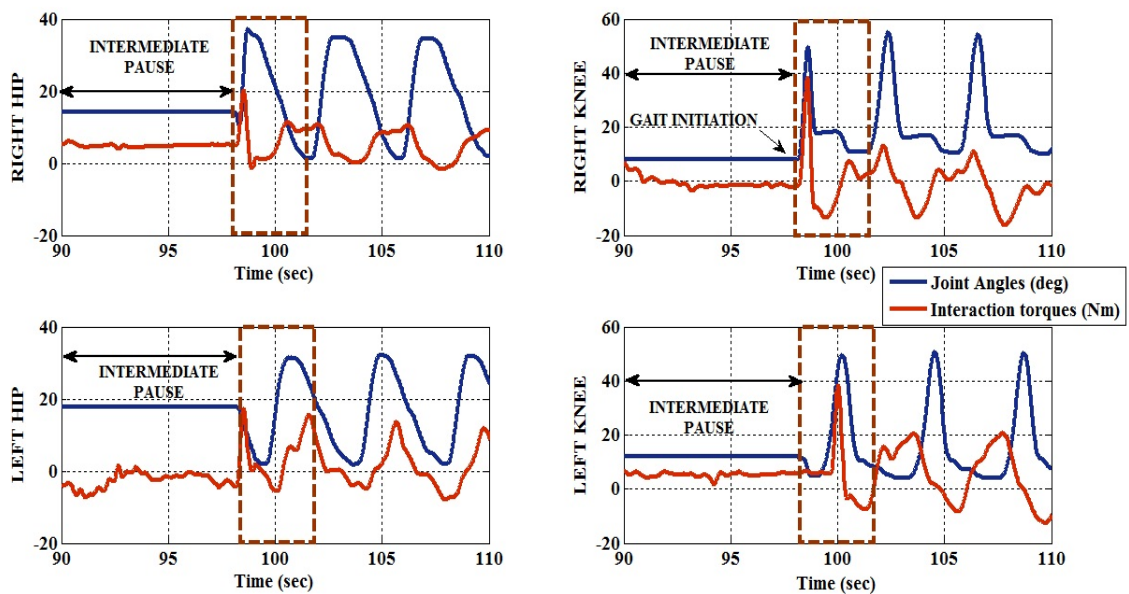 40
20
0
-20
RIGHT HIP
INTERMEDIATE
PAUSE
90 95 100 105 110
Time (sec)
60
40
20
0
-20
RIGHT KNEE
INTERMEDIATE
PAUSE
GAIT INITIATION
90 95 100 105 110
Time (sec)
Joint Angles (deg)
Interaction torques (Nm)
40
20
0
-20
LEFT HIP
INTERMEDIATE
PAUSE
90 95 100 105 110
Time (sec)
60
40
20
0
-20
LEFT KNEE
INTERMEDIATE
PAUSE
90 95 100 105 110
Time (sec)